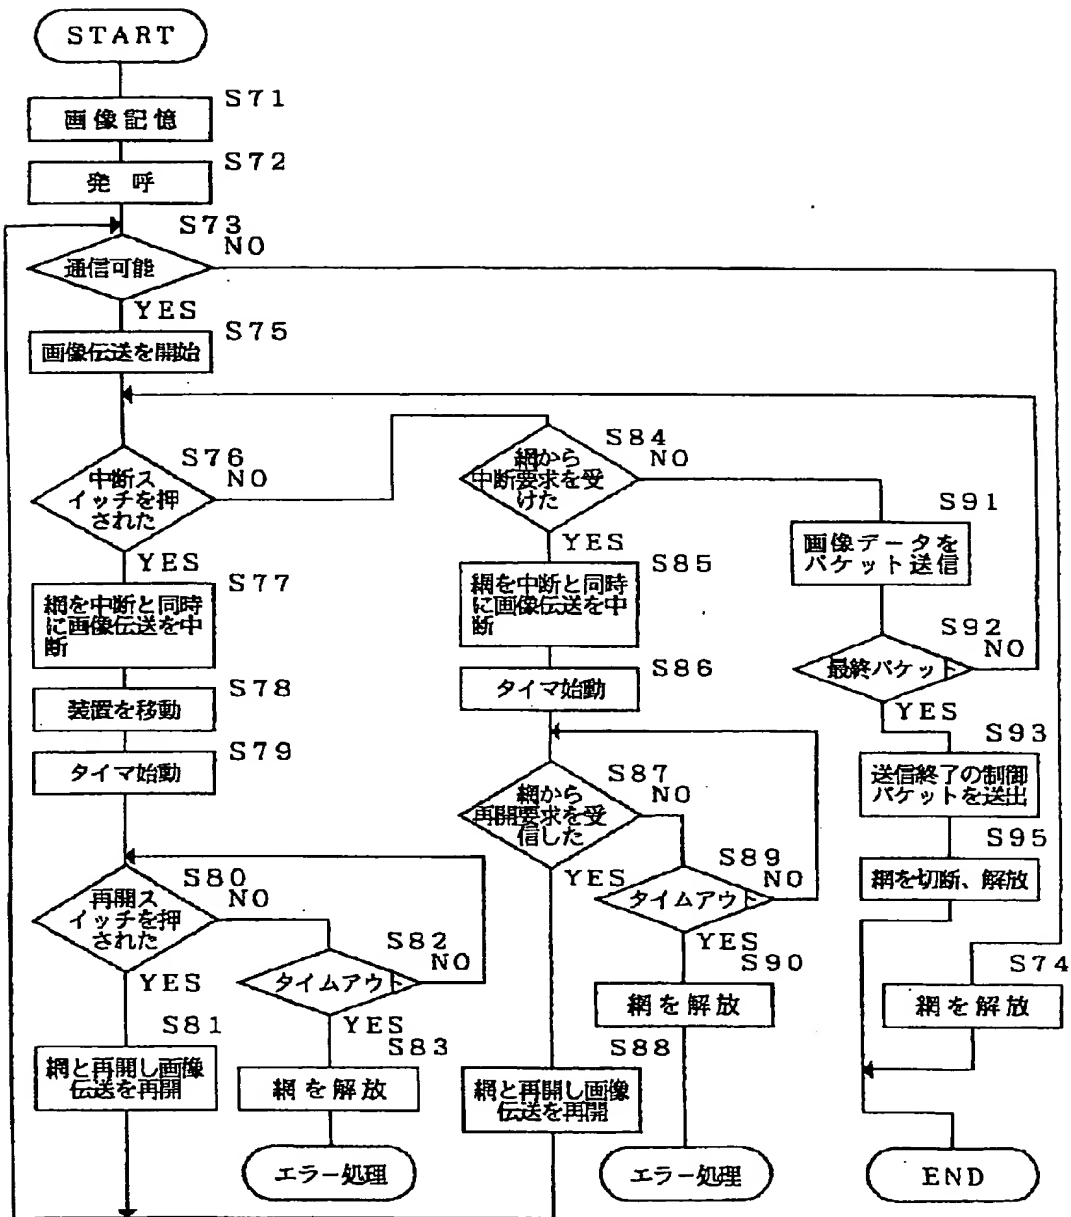 START
S71
画像記憶
S72
発 呼
S73
NO
通信可能
YES
S75
画像伝送を開始
S76
NO
中断ス
イッチを押
された
YES
S77
網を中断と同時
に画像伝送を中
断
S78
装置を移動
S79
タイマ始動
S80
NO
再開ス
イッチを押
された
YES
S81
網と再開し画像
伝送を再開
S82
NO
タイムアウト
YES
S83
網を解放
エラー処理
S84
NO
網から
中断要求を受
けた
YES
S85
網を中断と同時
に画像伝送を中
断
S86
タイマ始動
S87
NO
網から
再開要求を受
信した
YES
S88
網と再開し画像
伝送を再開
S89
NO
タイムアウト
YES
S90
網を解放
エラー処理
S91
画像データを
パケット送信
S92
NO
最終パケット
YES
S93
送信終了の制御
パケットを送出
S95
網を切断、解放
S74
網を解放
END